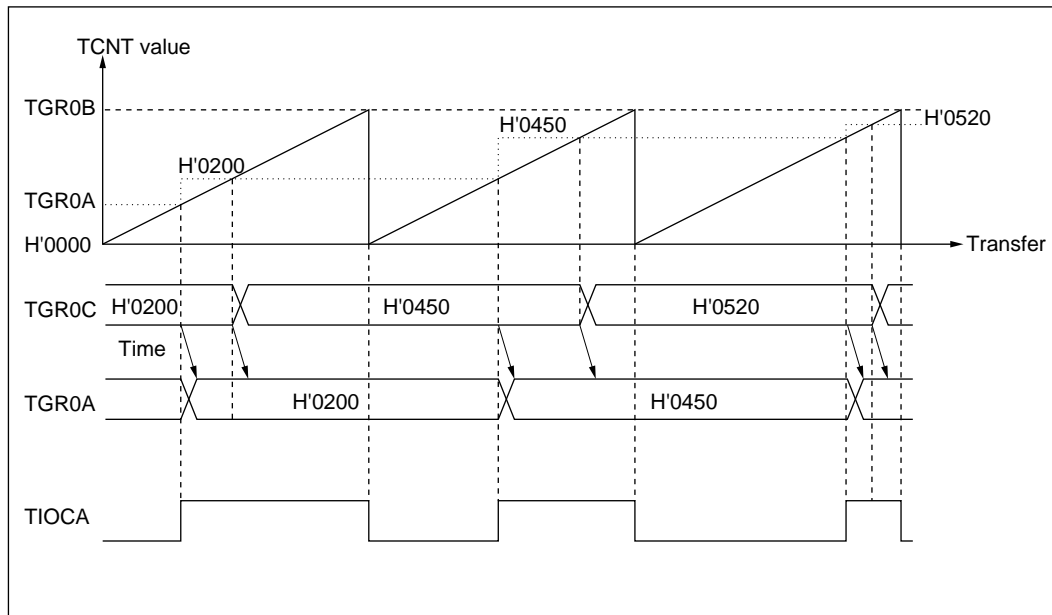 TCNT value
TGR0B
H'0520
H'0450
H'0200
TGR0A
H'0000
Transfer
TGR0C
H'0200
H'0450
H'0520
Time
TGR0A
H'0200
H'0450
TIOCA